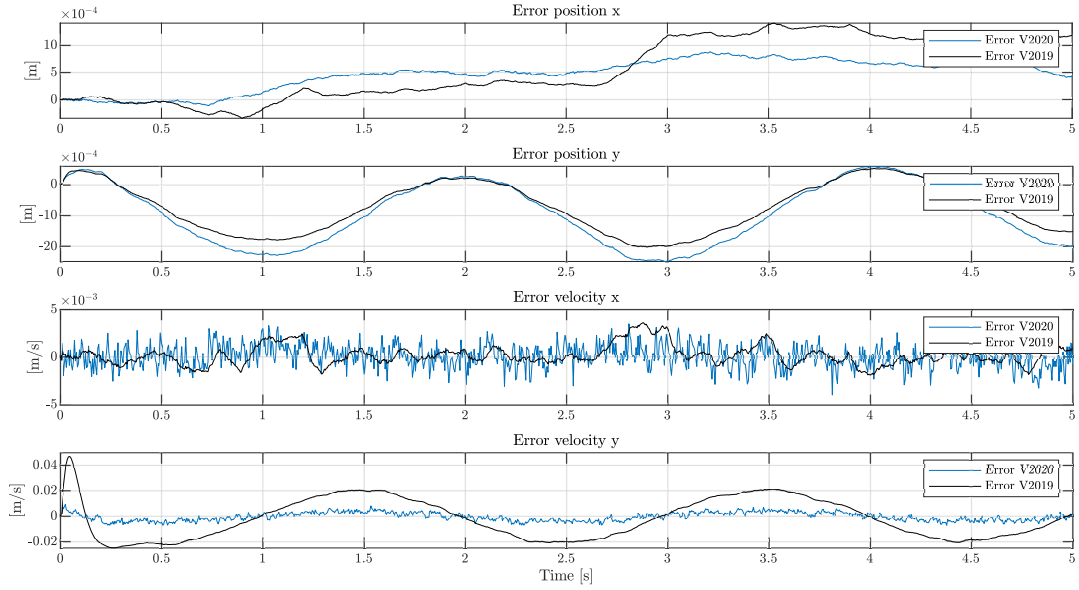 Error position x
×10⁻⁴
10
5
0
[m]
Error V2020
Error V2019
0 0.5 1 1.5 2 2.5 3 3.5 4 4.5 5
Error position y
×10⁻⁴
0
-10
-20
[m]
Error V2020
Error V2019
0 0.5 1 1.5 2 2.5 3 3.5 4 4.5 5
Error velocity x
×10⁻³
5
0
-5
[m/s]
Error V2020
Error V2019
0 0.5 1 1.5 2 2.5 3 3.5 4 4.5 5
Error velocity y
0.04
0.02
0
-0.02
[m/s]
Error V2020
Error V2019
0 0.5 1 1.5 2 2.5 3 3.5 4 4.5 5
Time [s]